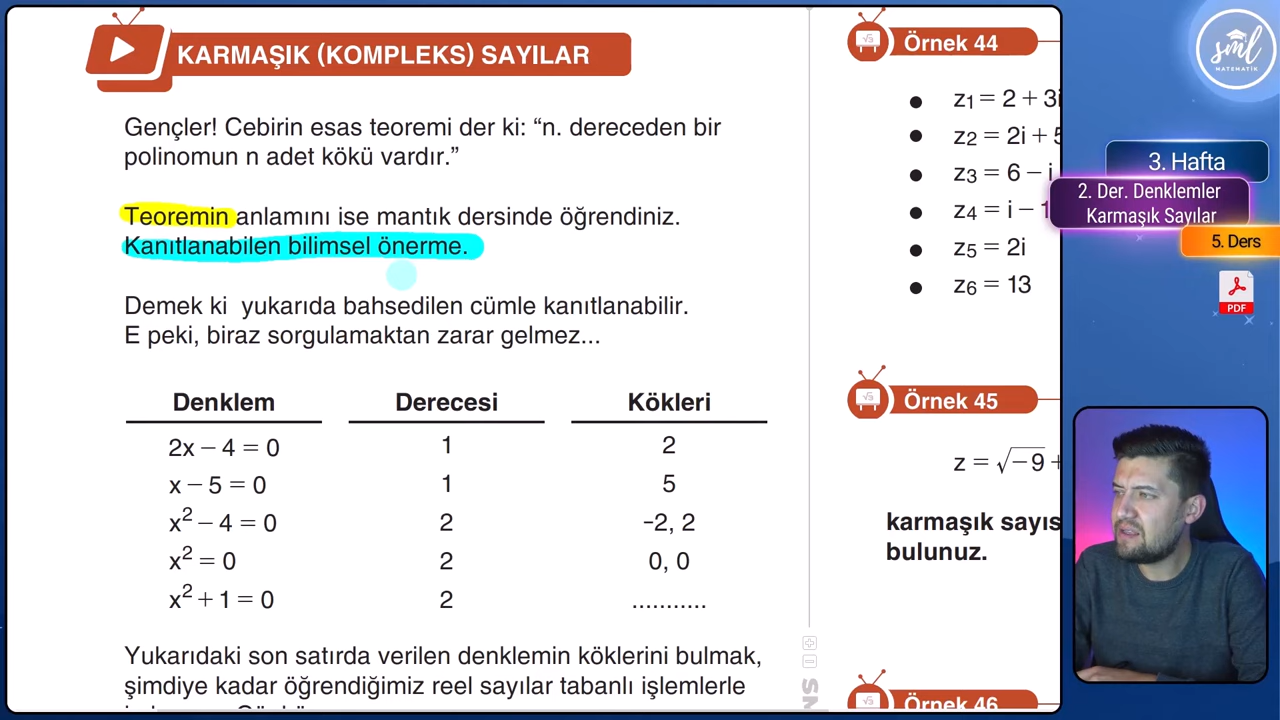 KARMAŞIK (KOMPLEKS) SAYILAR
Gençler! Cebirin esas teoremi der ki: “n. dereceden bir
polinomun n adet kökü vardır.”
Teoremin anlamını ise mantık dersinde öğrendiniz.
Kanıtlanabilen bilimsel önerme.
Demek ki yukarıda bahsedilen cümle kanıtlanabilir.
E peki, biraz sorgulamaktan zarar gelmez...
Denklem Derecesi Kökleri
2x – 4 = 0 1 2
x – 5 = 0 1 5
x² – 4 = 0 2 -2, 2
x² = 0 2 0, 0
x² + 1 = 0 2 ...........
Yukarıdaki son satırda verilen denklemin köklerini bulmak,
şimdiye kadar öğrendiğimiz reel sayılar tabanlı işlemlerle
Örnek 44
• z₁ = 2 + 3i
• z₂ = 2i + 5
• z₃ = 6 – i
• z₄ = i – 1
• z₅ = 2i
• z₆ = 13
Örnek 45
z = √–9 +
karmaşık sayıs
bulunuz.
Örnek 46
sml
MATEMATİK
3. Hafta
2. Der. Denklemler
Karmaşık Sayılar
5. Ders
PDF